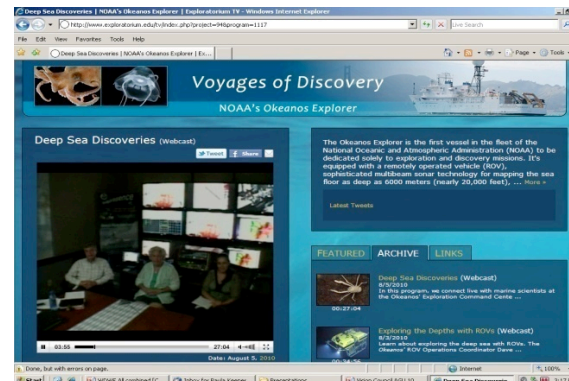 Deep Sea Discoveries | NOAA's Okeanos Explorer | Exploratorium TV - Windows Internet Explorer
http://www.exploratorium.edu/tv/index.php?project=94&program=1117
Live Search
File Edit View Favorites Tools Help
Deep Sea Discoveries | NOAA's Okeanos Explorer | Ex...
Page Tools
Voyages of Discovery
NOAA's Okeanos Explorer
Deep Sea Discoveries (Webcast)
Tweet Share
03:55 27:04
Date: August 5, 2010
The Okeanos Explorer is the first vessel in the fleet of the
National Oceanic and Atmospheric Administration (NOAA) to be
dedicated solely to exploration and discovery missions. It's
equipped with a remotely operated vehicle (ROV),
sophisticated multibeam sonar technology for mapping the sea
floor as deep as 6000 meters (nearly 20,000 feet), ... More »
Latest Tweets
FEATURED ARCHIVE LINKS
Deep Sea Discoveries (Webcast)
8/5/2010
In this program, we connect live with marine scientists at
the Okeanos' Exploration Command Cente ...
00:27:04
Exploring the Depths with ROVs (Webcast)
8/3/2010
Learn about exploring the deep sea with ROVs. The
Okeanos' ROV Operations Coordinator Dave ...
Done, but with errors on page.
Internet 100%
Start Inbox for Paula Keener Presentations Deep Sea Discoveries